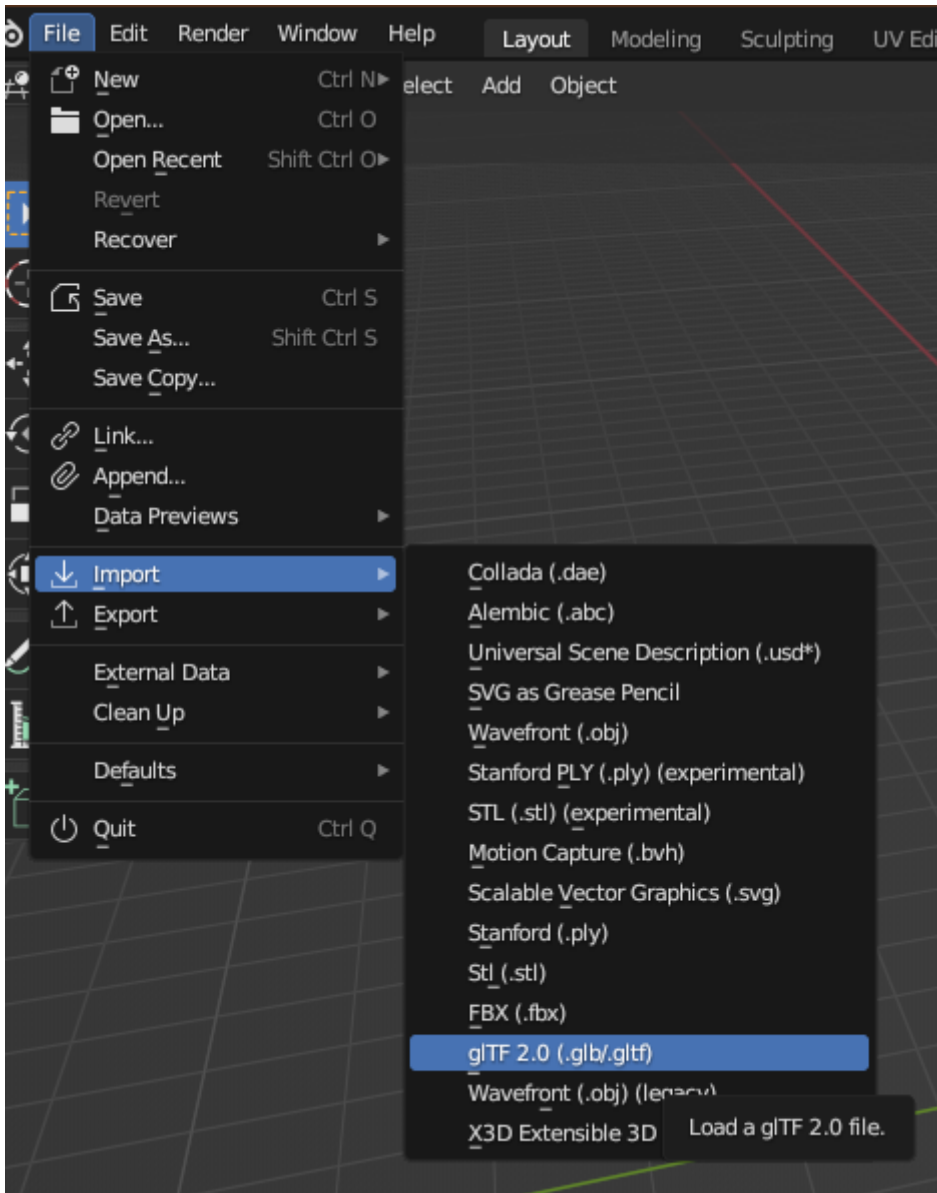 File Edit Render Window Help Layout Modeling Sculpting UV Edi
elect Add Object
New Ctrl N
Open... Ctrl O
Open Recent Shift Ctrl O
Revert
Recover
Save Ctrl S
Save As... Shift Ctrl S
Save Copy...
Link...
Append...
Data Previews
Import
Export
External Data
Clean Up
Defaults
Quit Ctrl Q
Collada (.dae)
Alembic (.abc)
Universal Scene Description (.usd*)
SVG as Grease Pencil
Wavefront (.obj)
Stanford PLY (.ply) (experimental)
STL (.stl) (experimental)
Motion Capture (.bvh)
Scalable Vector Graphics (.svg)
Stanford (.ply)
Stl (.stl)
FBX (.fbx)
glTF 2.0 (.glb/.gltf)
Wavefront (.obj) (legacy)
X3D Extensible 3D
Load a glTF 2.0 file.